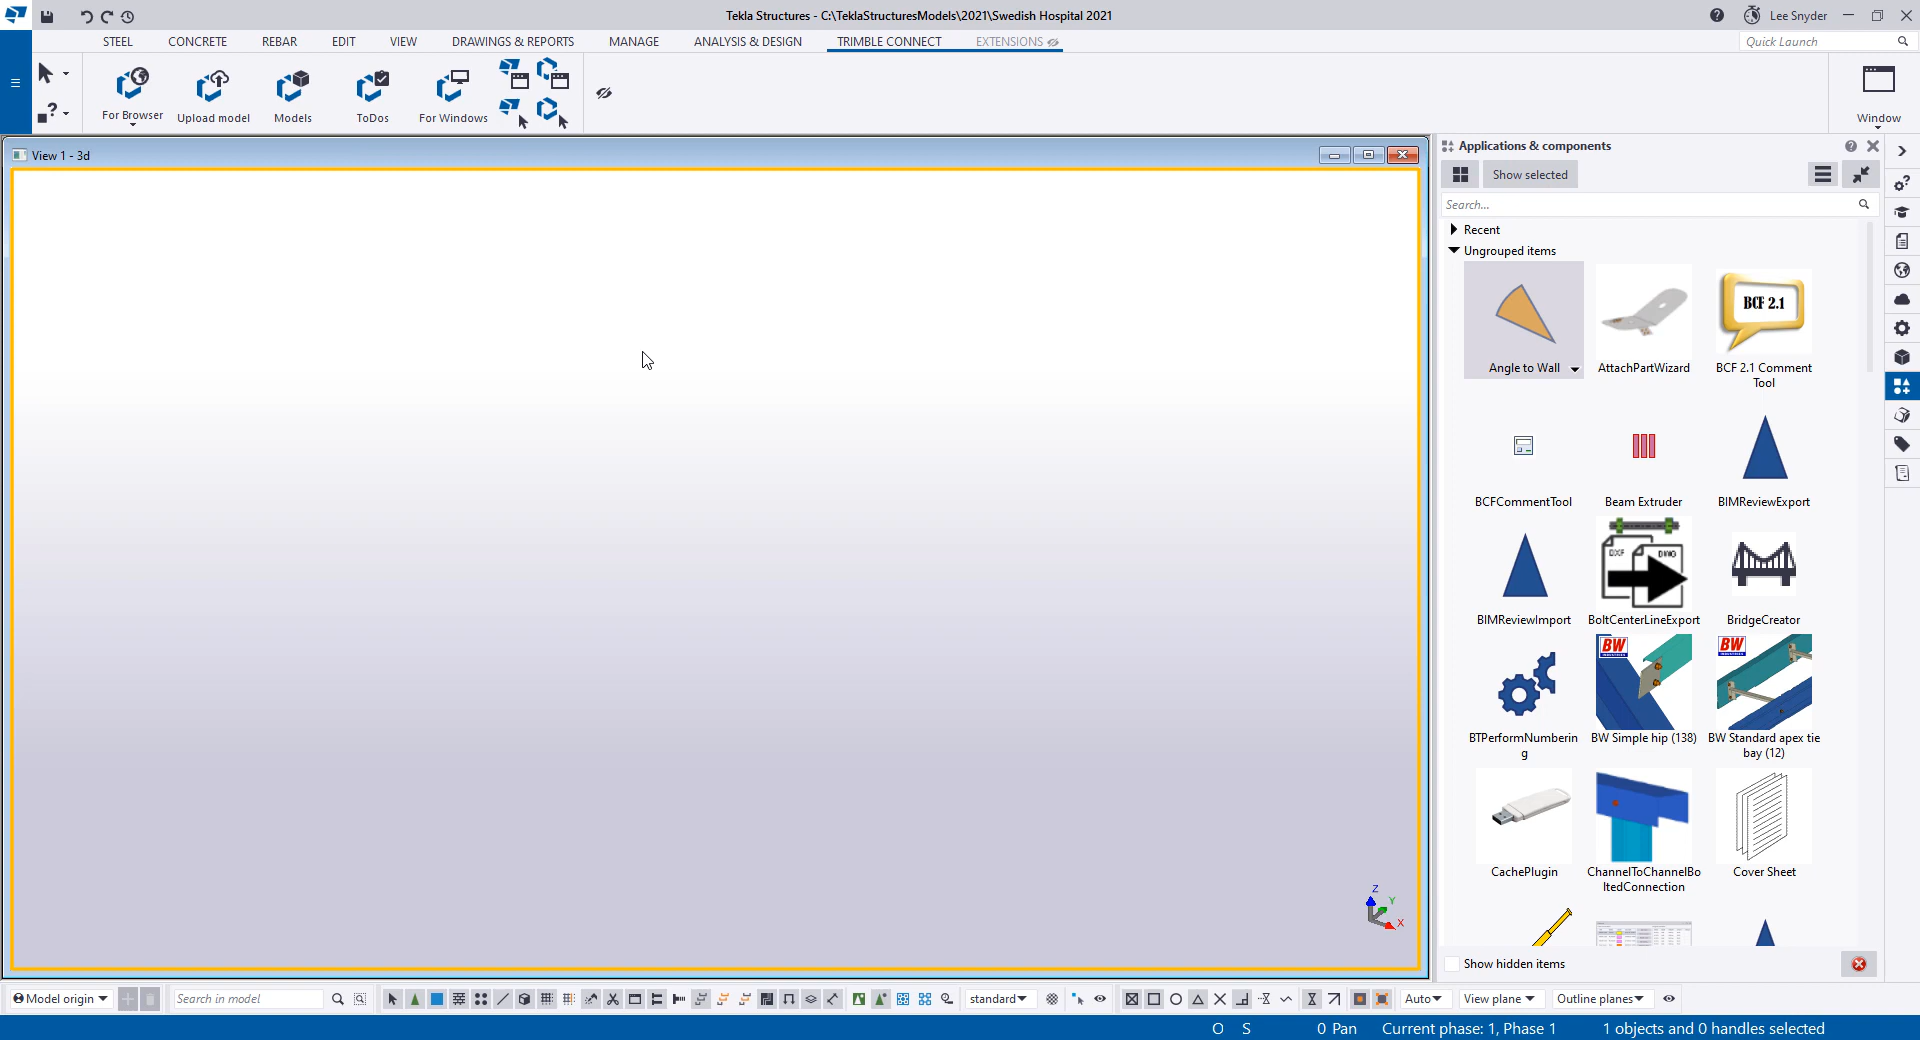 Tekla Structures - C:\TeklaStructuresModels\2021\Swedish Hospital 2021
Lee Snyder
STEEL CONCRETE REBAR EDIT VIEW DRAWINGS & REPORTS MANAGE ANALYSIS & DESIGN TRIMBLE CONNECT EXTENSIONS
Quick Launch
For Browser Upload model Models ToDos For Windows Window
View 1 - 3d
Applications & components
Show selected
Search...
Recent
Ungrouped items
BCF 2.1
Angle to Wall AttachPartWizard BCF 2.1 Comment
Tool
BCFCommentTool Beam Extruder BIMReviewExport
DXF DWG
BIMReviewImport BoltCenterLineExport BridgeCreator
BW BW
BTPerformNumberin BW Simple hip (138) BW Standard apex tie
g bay (12)
CachePlugin ChannelToChannelBo Cover Sheet
ltedConnection
Z
Y
X
Show hidden items
Model origin Search in model standard Auto View plane Outline planes
O S 0 Pan Current phase: 1, Phase 1 1 objects and 0 handles selected